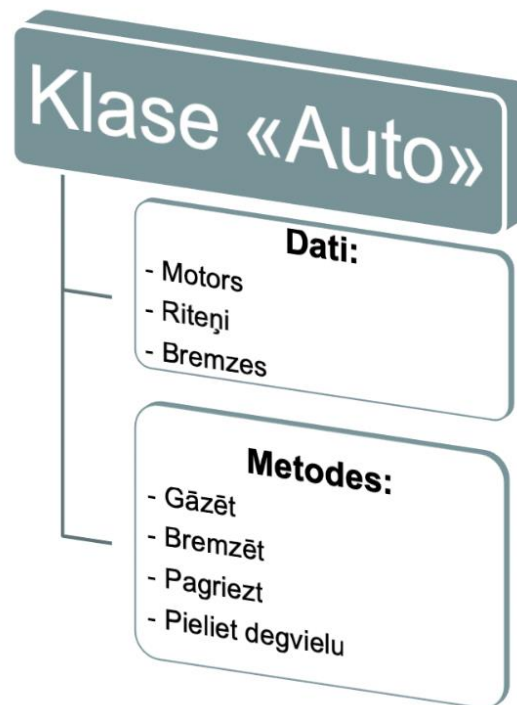 Klase «Auto»
Dati:
- Motors
- Riteņi
- Bremzes
Metodes:
- Gāzēt
- Bremzēt
- Pagriezt
- Pieliet degvielu